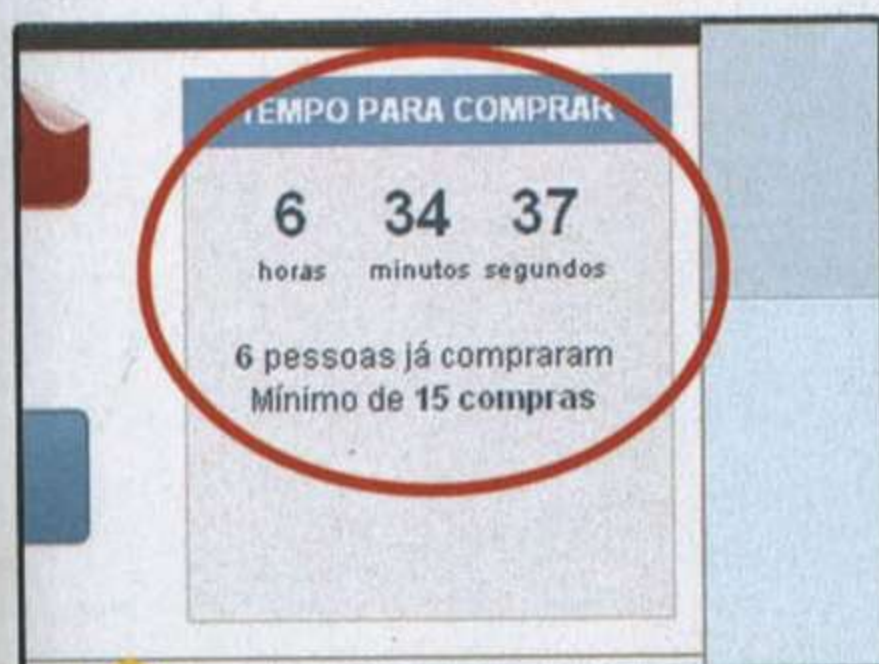 TEMPO PARA COMPRAR
6 34 37
horas minutos segundos
6 pessoas já compraram
Mínimo de 15 compras